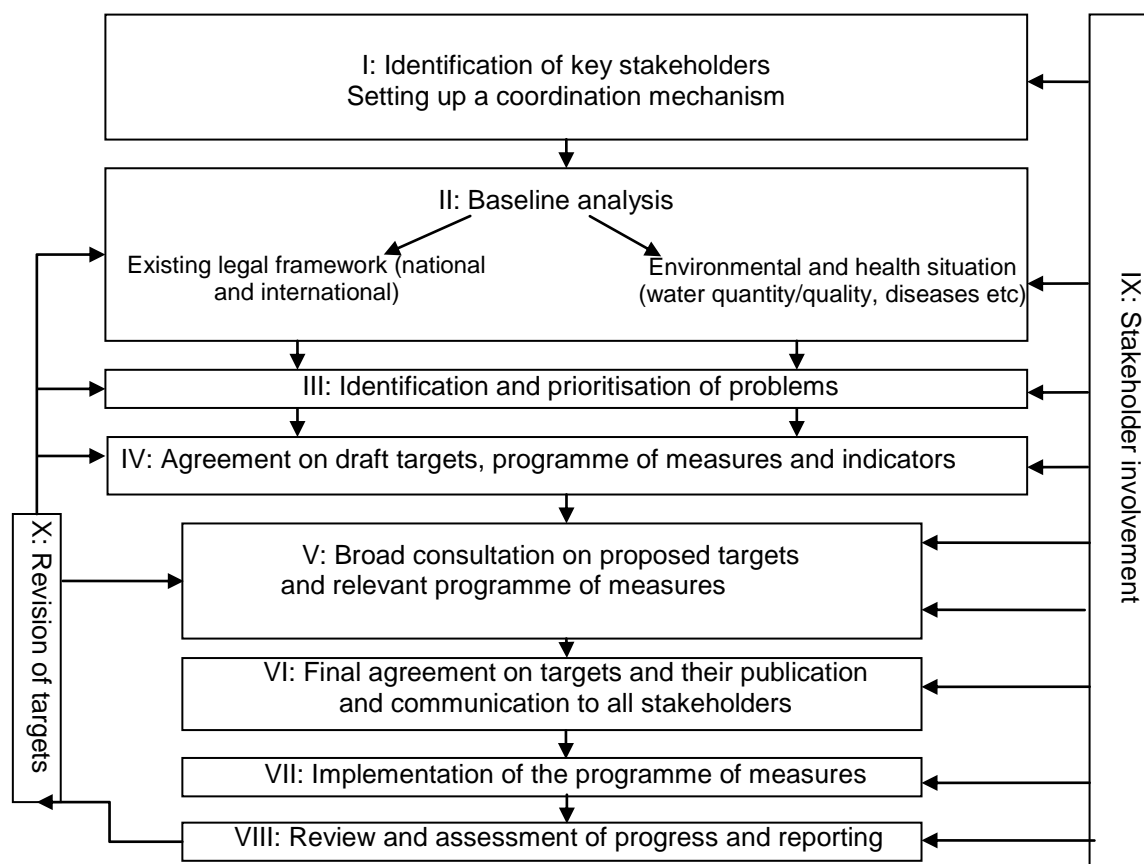 I: Identification of key stakeholders
Setting up a coordination mechanism
II: Baseline analysis
Existing legal framework (national
and international)
Environmental and health situation
(water quantity/quality, diseases etc)
III: Identification and prioritisation of problems
IV: Agreement on draft targets, programme of measures and indicators
V: Broad consultation on proposed targets
and relevant programme of measures
VI: Final agreement on targets and their publication
and communication to all stakeholders
VII: Implementation of the programme of measures
VIII: Review and assessment of progress and reporting
IX: Stakeholder involvement
X: Revision of targets